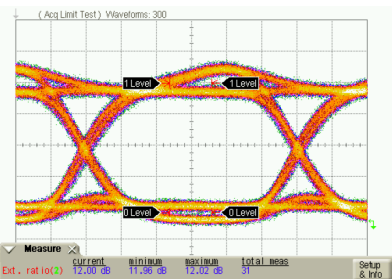 ( Acq Limit Test ) Waveforms: 300
1 Level 1 Level
0 Level 0 Level
Measure
current minimum maximum total meas
Ext. ratio(2) 12.00 dB 11.96 dB 12.02 dB 31
Setup
& Info